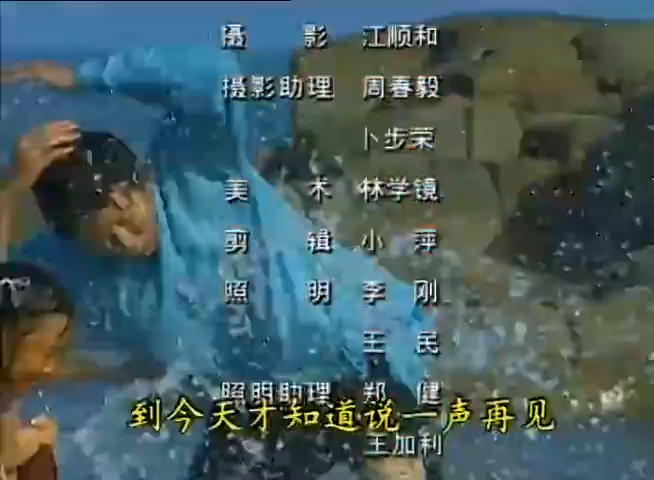 摄影 江顺和
摄影助理 周春毅
卜步荣
美术 林学镜
剪辑 小萍
照明 李刚
王民
照明助理 郑健
到今天才知道说一声再见
王加利